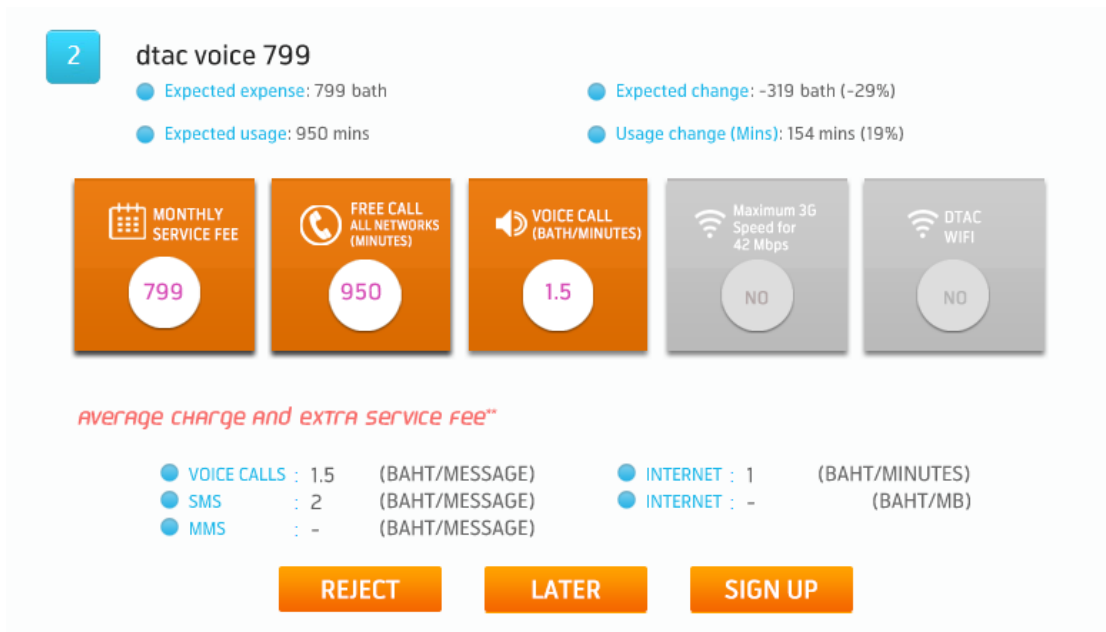 2
dtac voice 799
Expected expense: 799 bath
Expected change: -319 bath (-29%)
Expected usage: 950 mins
Usage change (Mins): 154 mins (19%)
MONTHLY
SERVICE FEE
799
FREE CALL
ALL NETWORKS
(MINUTES)
950
VOICE CALL
(BATH/MINUTES)
1.5
Maximum 3G
Speed for
42 Mbps
NO
DTAC
WIFI
NO
Average charge and extra service fee**
VOICE CALLS : 1.5 (BAHT/MESSAGE)
INTERNET : 1 (BAHT/MINUTES)
SMS : 2 (BAHT/MESSAGE)
INTERNET : - (BAHT/MB)
MMS : - (BAHT/MESSAGE)
REJECT
LATER
SIGN UP